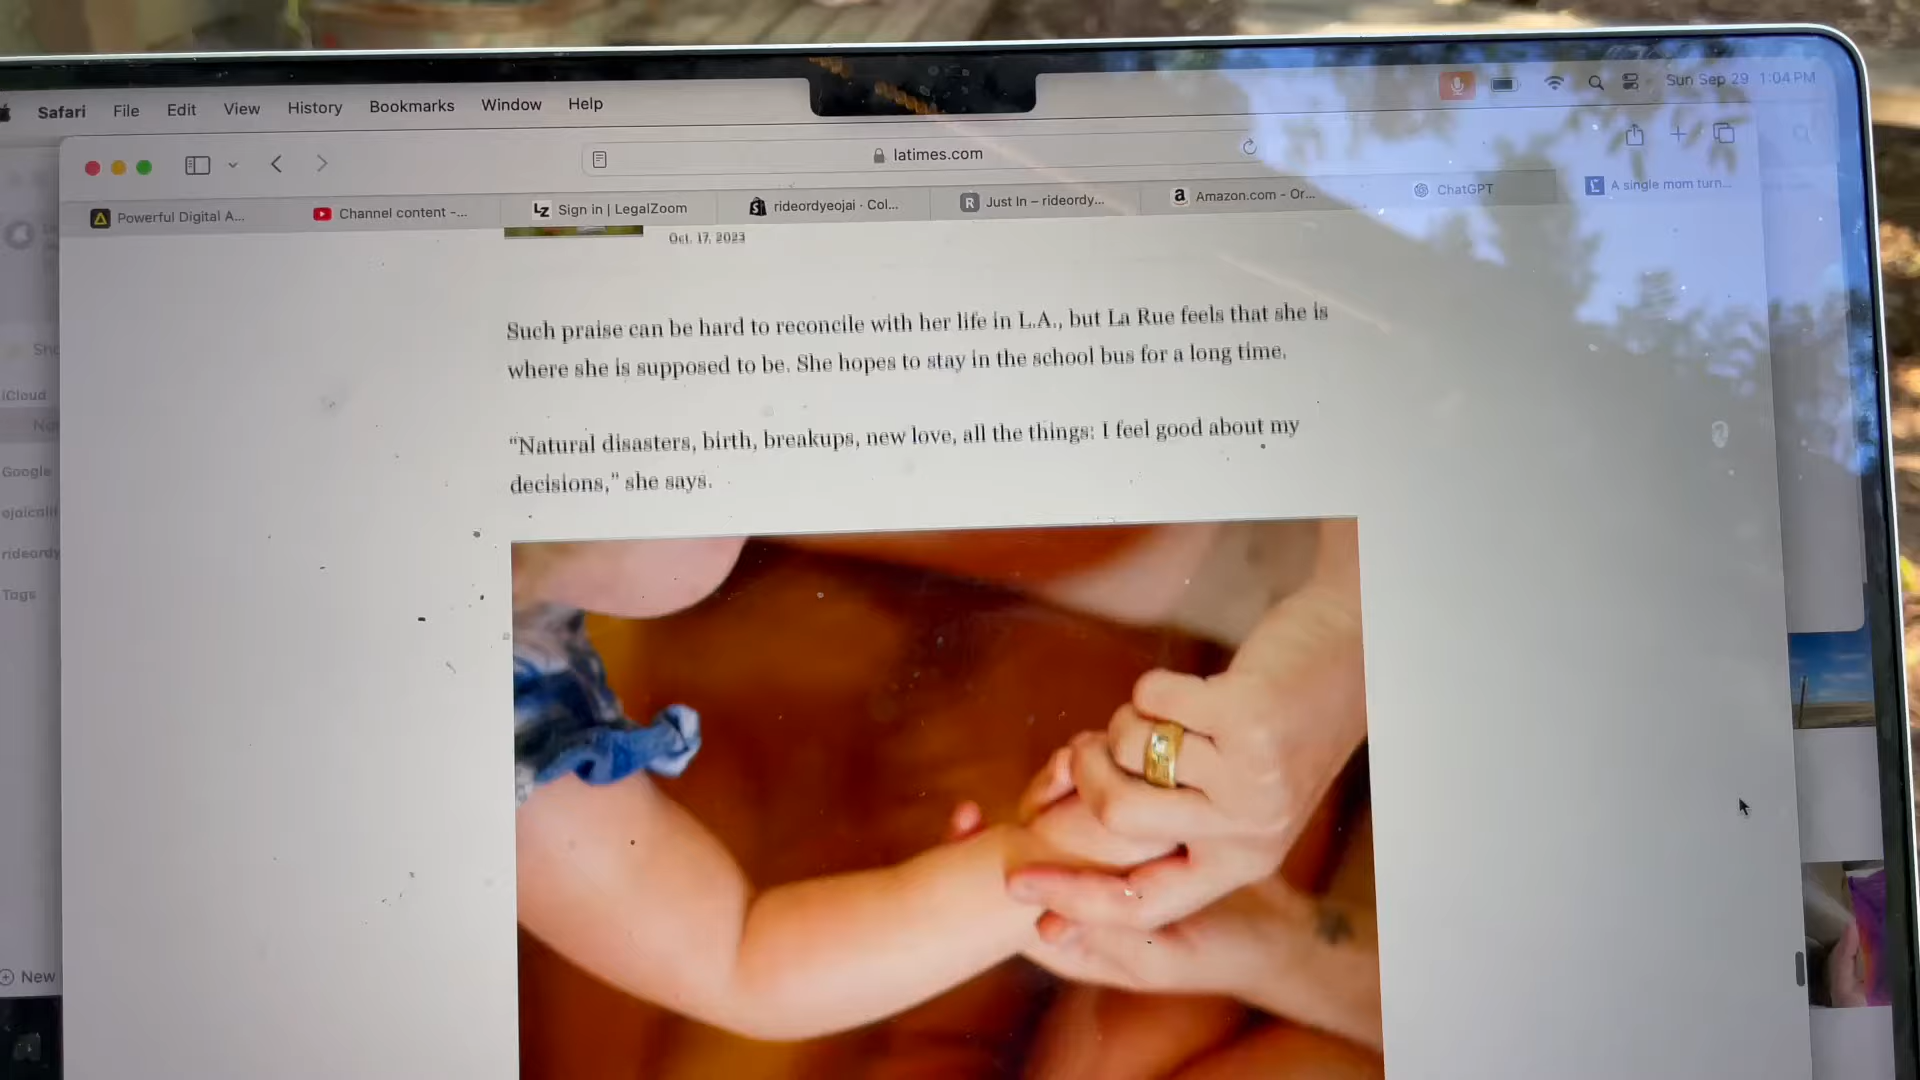 Safari File Edit View History Bookmarks Window Help Sun Sep 29 1:04 PM
latimes.com
Powerful Digital A... Channel content -... LZ Sign in | LegalZoom rideordyeojai · Col... R Just In – rideordy... a Amazon.com - Or... ChatGPT L A single mom turn...
Oct. 17, 2023
Such praise can be hard to reconcile with her life in L.A., but La Rue feels that she is
where she is supposed to be. She hopes to stay in the school bus for a long time.
"Natural disasters, birth, breakups, new love, all the things: I feel good about my
decisions," she says.
iCloud
Google
rideordy
Tags
New